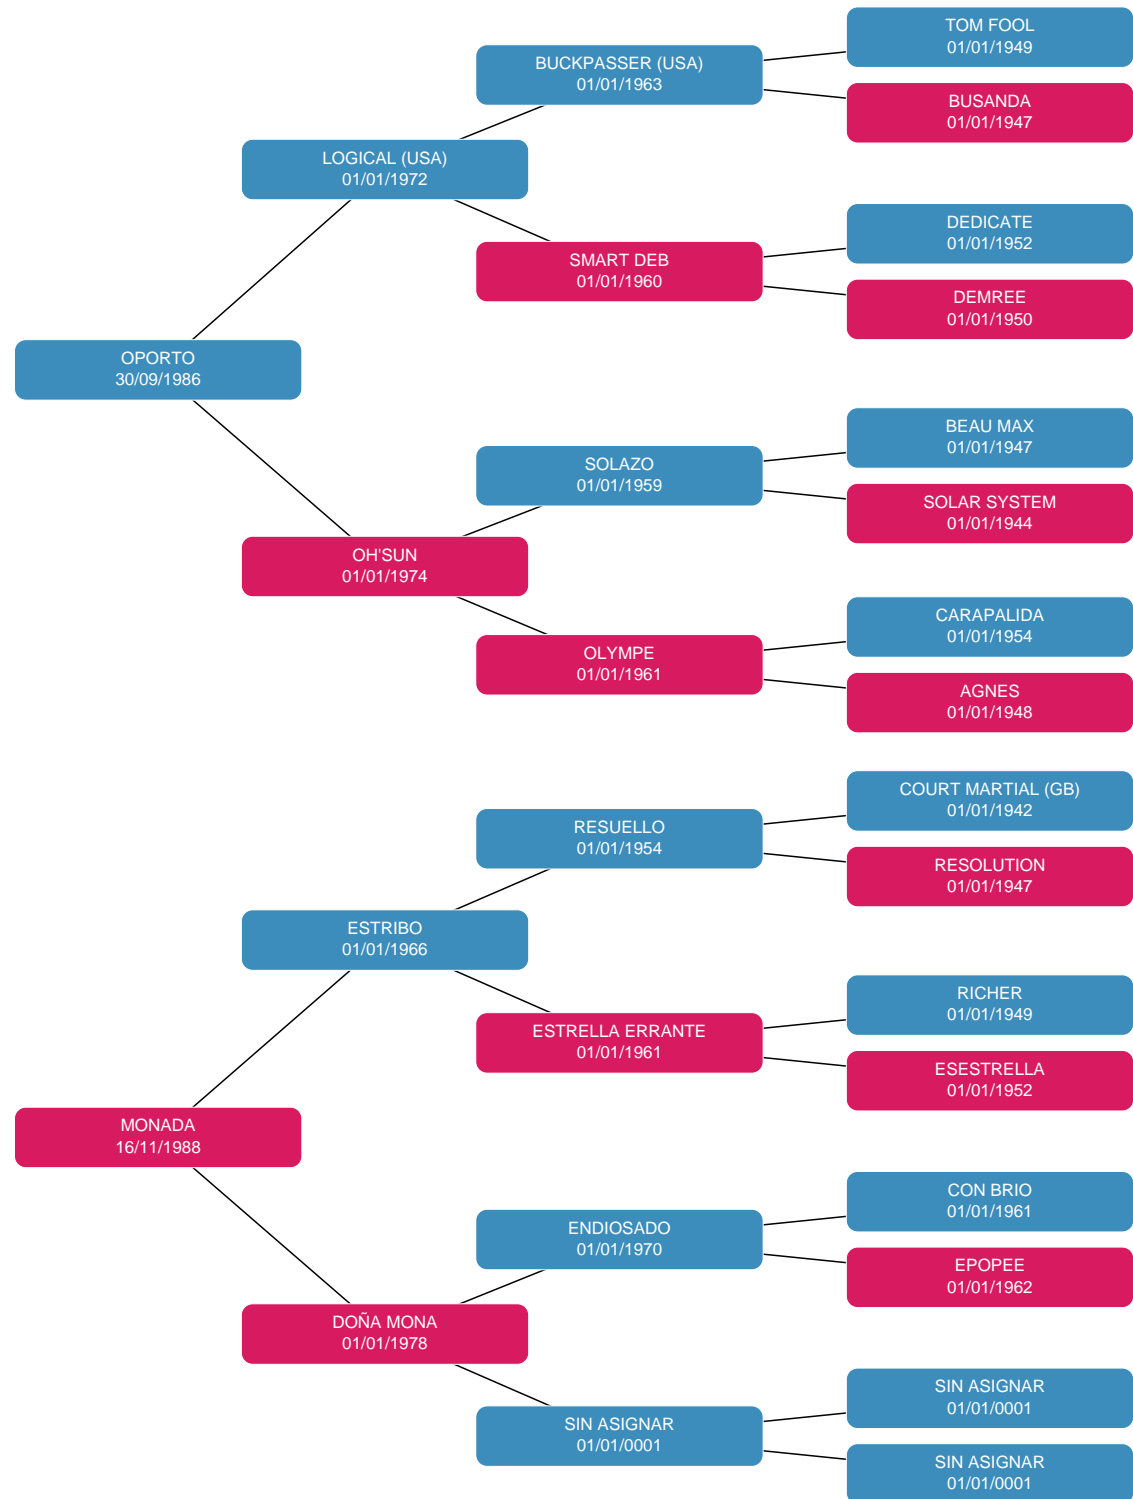 TOM FOOL
01/01/1949
BUCKPASSER (USA)
01/01/1963
BUSANDA
01/01/1947
LOGICAL (USA)
01/01/1972
DEDICATE
01/01/1952
SMART DEB
01/01/1960
DEMREE
01/01/1950
OPORTO
30/09/1986
BEAU MAX
01/01/1947
SOLAZO
01/01/1959
SOLAR SYSTEM
01/01/1944
OH'SUN
01/01/1974
CARAPALIDA
01/01/1954
OLYMPE
01/01/1961
AGNES
01/01/1948
COURT MARTIAL (GB)
01/01/1942
RESUELLO
01/01/1954
RESOLUTION
01/01/1947
ESTRIBO
01/01/1966
RICHER
01/01/1949
ESTRELLA ERRANTE
01/01/1961
ESESTRELLA
01/01/1952
MONADA
16/11/1988
CON BRIO
01/01/1961
ENDIOSADO
01/01/1970
EPOPEE
01/01/1962
DOÑA MONA
01/01/1978
SIN ASIGNAR
01/01/0001
SIN ASIGNAR
01/01/0001
SIN ASIGNAR
01/01/0001